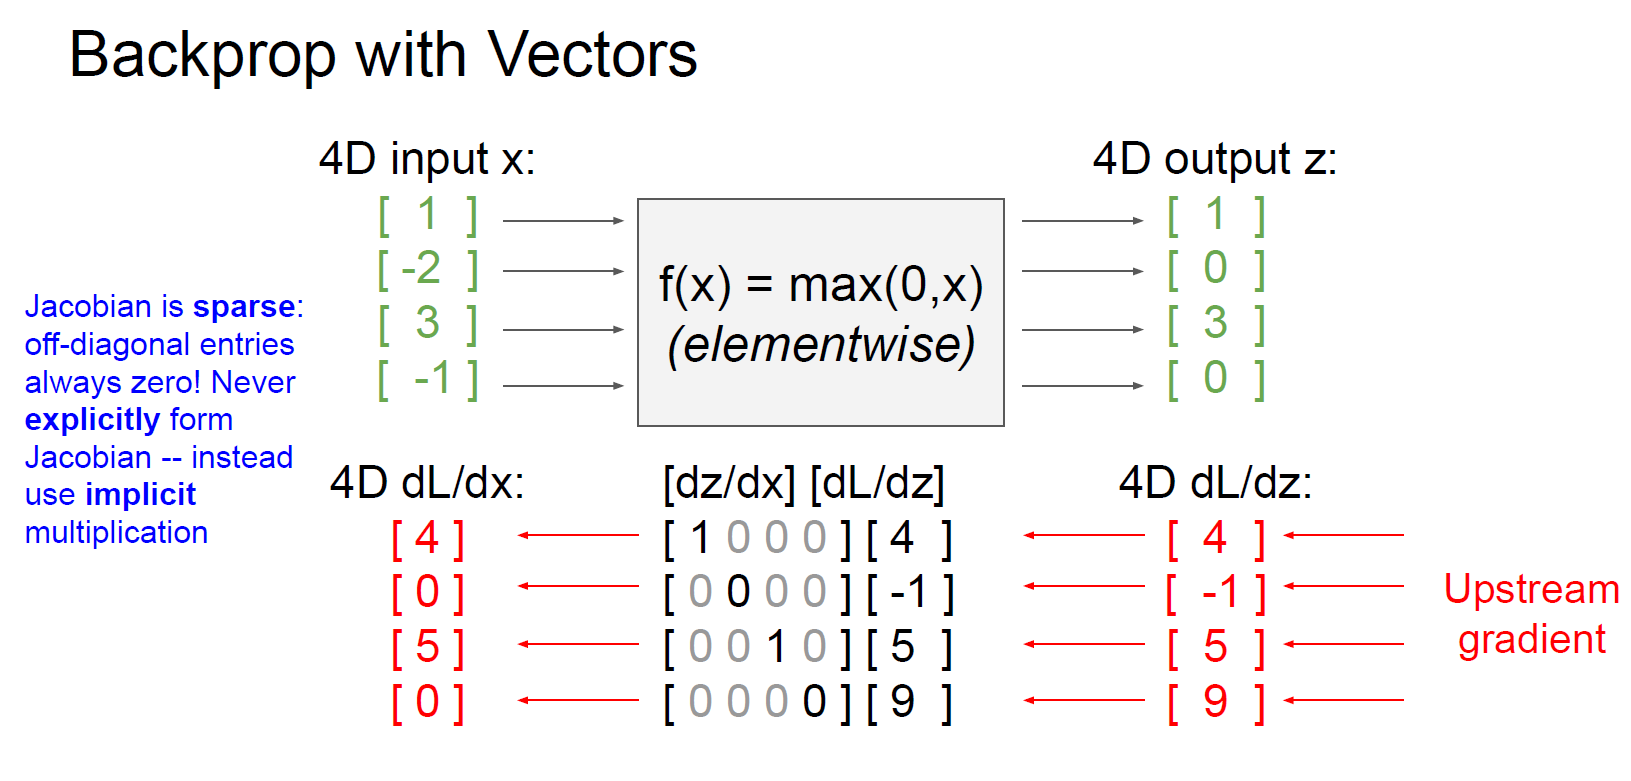 Backprop with Vectors
4D input x:
[ 1 ]
[ -2 ]
[ 3 ]
[ -1 ]
f(x) = max(0,x)
(elementwise)
4D output z:
[ 1 ]
[ 0 ]
[ 3 ]
[ 0 ]
Jacobian is sparse:
off-diagonal entries
always zero! Never
explicitly form
Jacobian -- instead
use implicit
multiplication
4D dL/dx:
[ 4 ]
[ 0 ]
[ 5 ]
[ 0 ]
[dz/dx] [dL/dz]
[ 1 0 0 0 ] [ 4 ]
[ 0 0 0 0 ] [ -1 ]
[ 0 0 1 0 ] [ 5 ]
[ 0 0 0 0 ] [ 9 ]
4D dL/dz:
[ 4 ]
[ -1 ]
[ 5 ]
[ 9 ]
Upstream
gradient